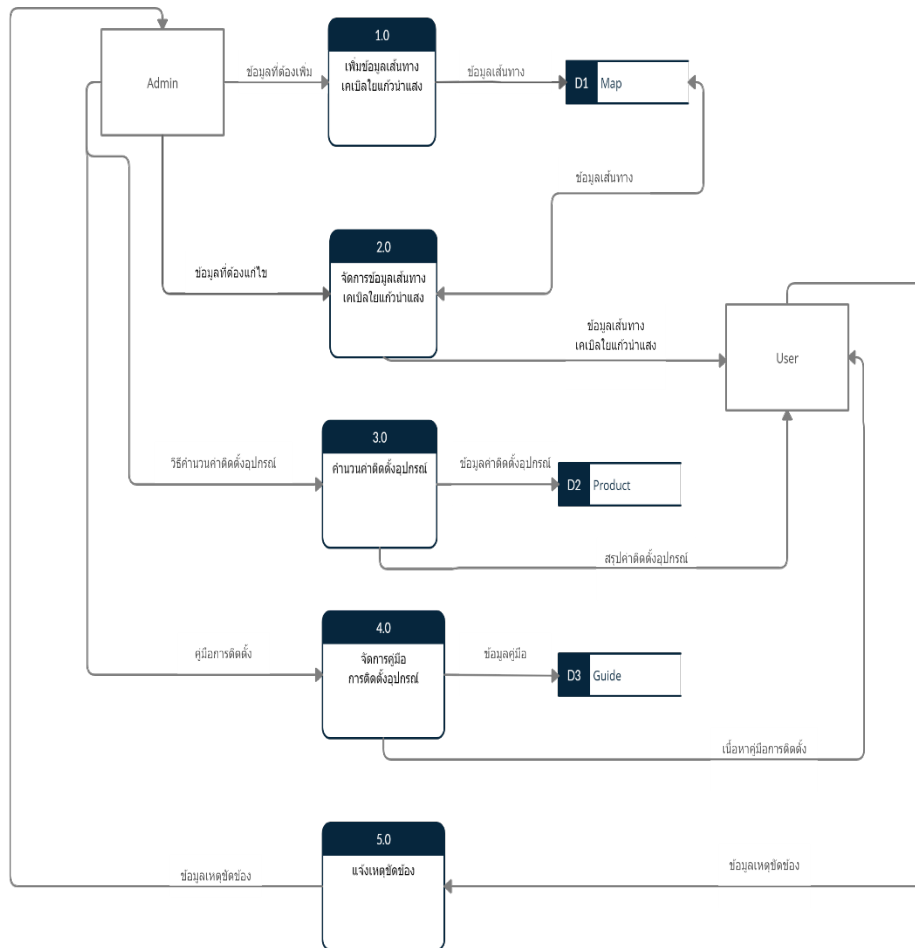 1.0
เพิ่มข้อมูลเส้นทาง
เคเบิลใยแก้วนำแสง
Admin
ข้อมูลที่ต้องเพิ่ม
ข้อมูลเส้นทาง
D1 Map
ข้อมูลเส้นทาง
2.0
จัดการข้อมูลเส้นทาง
เคเบิลใยแก้วนำแสง
ข้อมูลที่ต้องแก้ไข
ข้อมูลเส้นทาง
เคเบิลใยแก้วนำแสง
User
3.0
คำนวนค่าติดตั้งอุปกรณ์
วิธีคำนวนค่าติดตั้งอุปกรณ์
ข้อมูลค่าติดตั้งอุปกรณ์
D2 Product
สรุปค่าติดตั้งอุปกรณ์
4.0
จัดการคู่มือ
การติดตั้งอุปกรณ์
คู่มือการติดตั้ง
ข้อมูลคู่มือ
D3 Guide
เนื้อหาคู่มือการติดตั้ง
5.0
แจ้งเหตุขัดข้อง
ข้อมูลเหตุขัดข้อง
ข้อมูลเหตุขัดข้อง